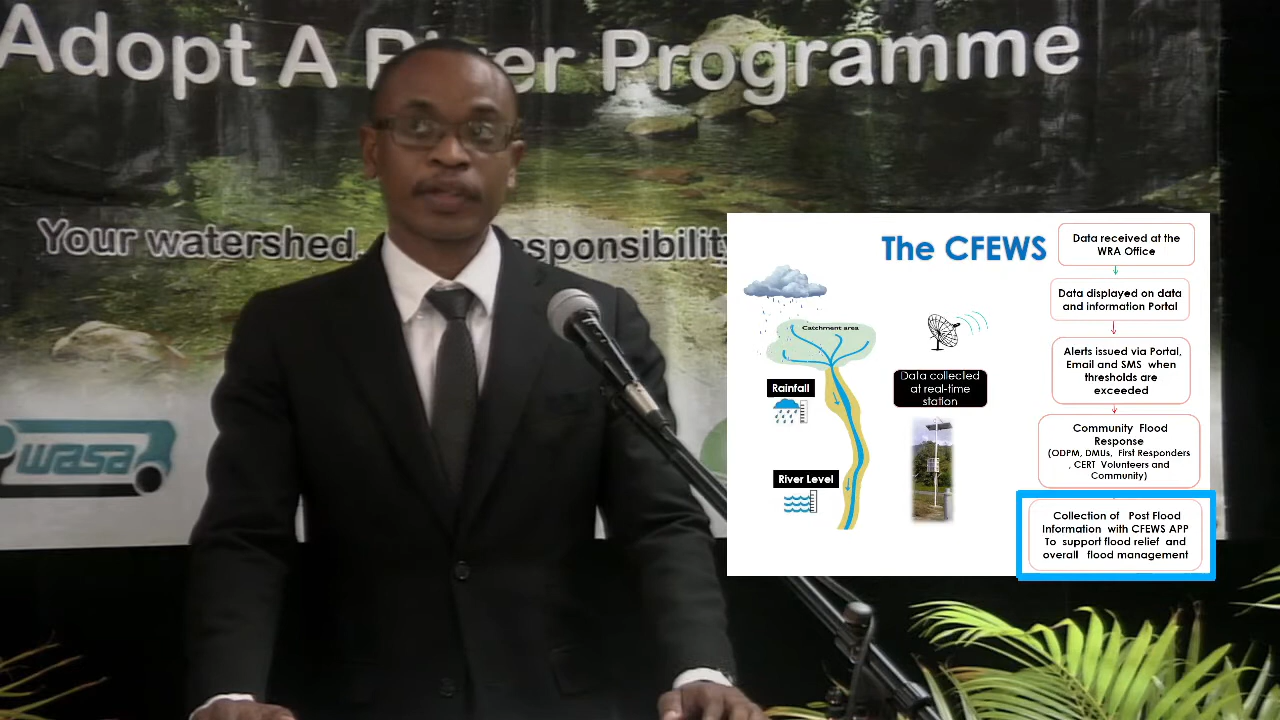 Adopt A River Programme
Your watershed. esponsibility
wasa
The CFEWS
Data received at the
WRA Office
Data displayed on data
and Information Portal
Alerts issued via Portal,
Email and SMS when
thresholds are
exceeded
Community Flood
Response
(ODPM, DMUs, First Responders
, CERT Volunteers and
Community)
Collection of Post Flood
Information with CFEWS APP
To support flood relief and
overall flood management
Catchment area
Rainfall
River Level
Data collected
at real-time
station